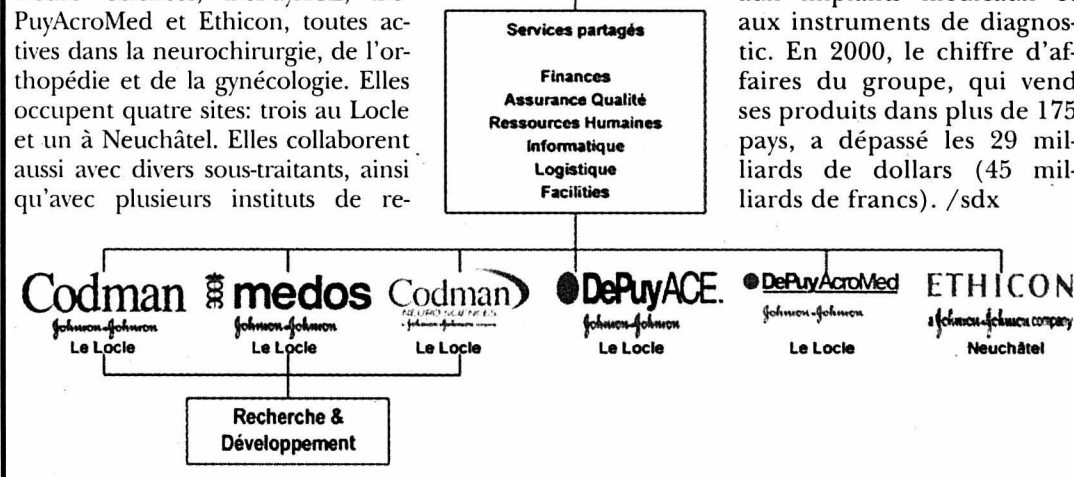 PuyAcroMed et Ethicon, toutes ac-
tives dans la neurochirurgie, de l'or-
thopédie et de la gynécologie. Elles
occupent quatre sites: trois au Locle
et un à Neuchâtel. Elles collaborent
aussi avec divers sous-traitants, ainsi
qu'avec plusieurs instituts de re-
Services partagés
Finances
Assurance Qualité
Ressources Humaines
Informatique
Logistique
Facilities
aux instruments de diagnos-
tic. En 2000, le chiffre d'af-
faires du groupe, qui vend
ses produits dans plus de 175
pays, a dépassé les 29 mil-
liards de dollars (45 mil-
liards de francs). /sdx
Codman
Johnson & Johnson
Le Locle
medos
Johnson & Johnson
Le Locle
Codman
NEURO SCIENCES
a Johnson & Johnson company
Le Locle
DePuyACE.
Johnson & Johnson
Le Locle
DePuyAcroMed
Johnson & Johnson
Le Locle
ETHICON
a Johnson & Johnson company
Neuchâtel
Recherche &
Développement